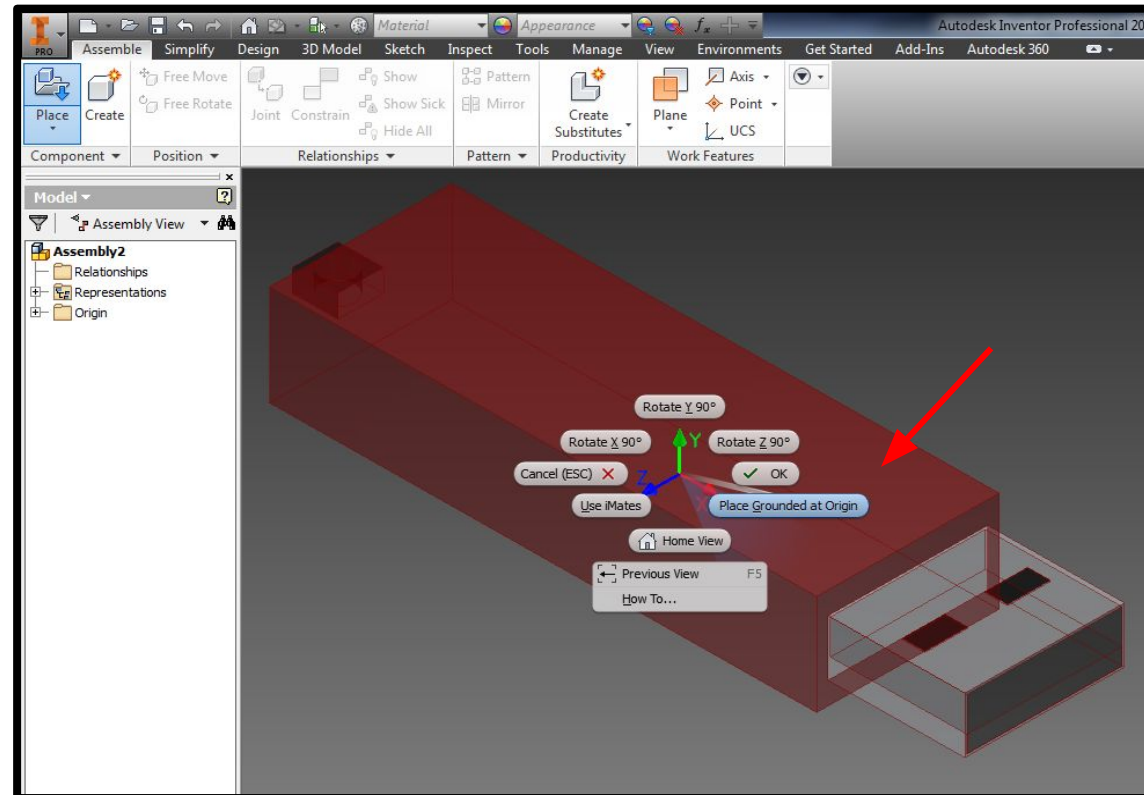 Material
Appearance
fx
Autodesk Inventor Professional 20
PRO
Assemble Simplify Design 3D Model Sketch Inspect Tools Manage View Environments Get Started Add-Ins Autodesk 360
Place
Create
Free Move
Free Rotate
Joint
Constrain
Show
Show Sick
Hide All
Pattern
Mirror
Create
Substitutes
Plane
Axis
Point
UCS
Component Position Relationships Pattern Productivity Work Features
Model
Assembly View
Assembly2
Relationships
Representations
Origin
Rotate Y 90°
Rotate X 90°
Y
Rotate Z 90°
Cancel (ESC)
Z
OK
Use iMates
Place Grounded at Origin
Home View
Previous View F5
How To...